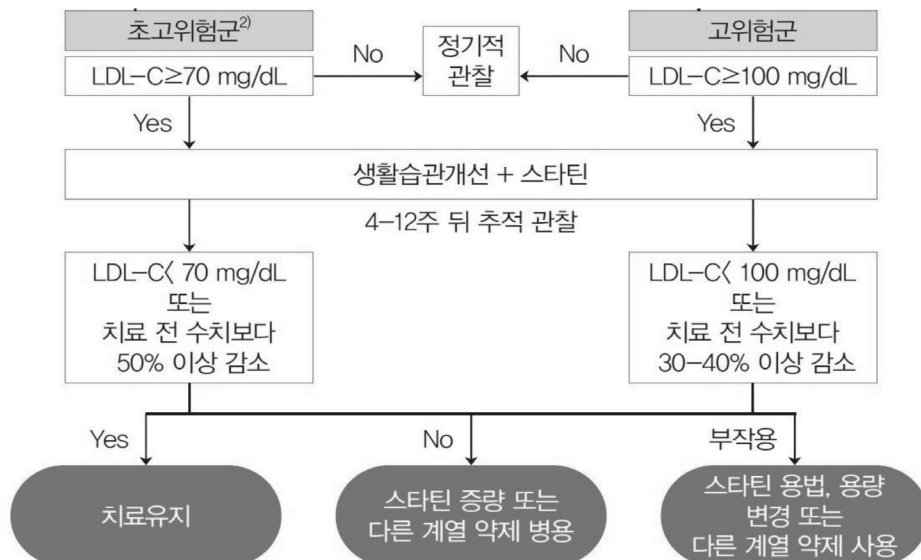 초고위험군2)
LDL-C≥70 mg/dL
No
정기적
관찰
No
고위험군
LDL-C≥100 mg/dL
Yes
Yes
생활습관개선 + 스타틴
4-12주 뒤 추적 관찰
LDL-C< 70 mg/dL
또는
치료 전 수치보다
50% 이상 감소
LDL-C< 100 mg/dL
또는
치료 전 수치보다
30-40% 이상 감소
Yes
No
부작용
치료유지
스타틴 증량 또는
다른 계열 약제 병용
스타틴 용법, 용량
변경 또는
다른 계열 약제 사용